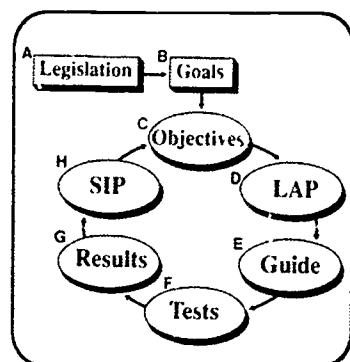 A
Legislation
B
Goals
C
Objectives
H
SIP
D
LAP
G
Results
E
Guide
F
Tests